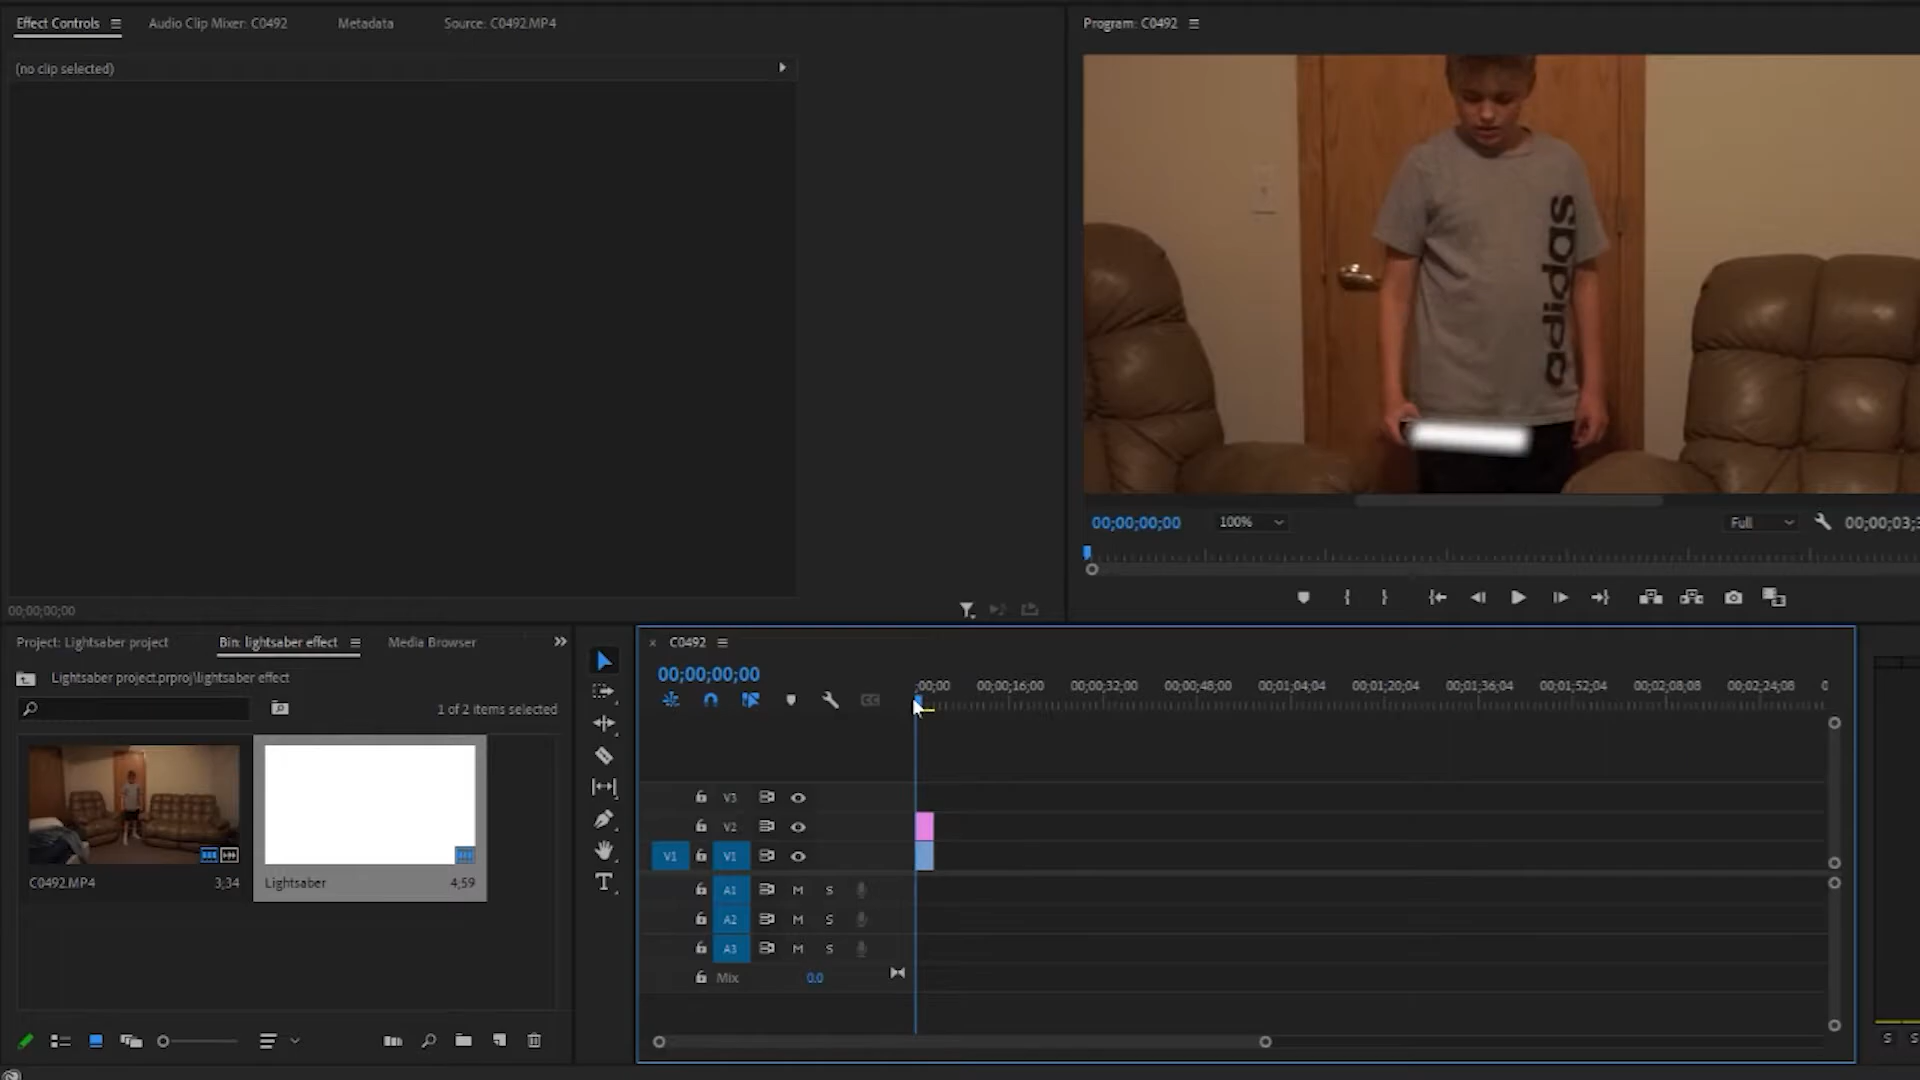 Effect Controls
Audio Clip Mixer: C0492
Metadata
Source: C0492.MP4
Program: C0492
(no clip selected)
adidas
00;00;00;00
100%
Full
00;00;03;3
00;00;00;00
Project: Lightsaber project
Bin: lightsaber effect
Media Browser
C0492
Lightsaber project.prproj\lightsaber effect
00;00;00;00
;00;00
00;00;16;00
00;00;32;00
00;00;48;00
00;01;04;04
00;01;20;04
00;01;36;04
00;01;52;04
00;02;08;08
00;02;24;08
0
1 of 2 items selected
V3
V2
V1
V1
C0492.MP4
3;34
Lightsaber
4;59
A1
M
S
A2
M
S
A3
M
S
Mix
0.0
T
S
S